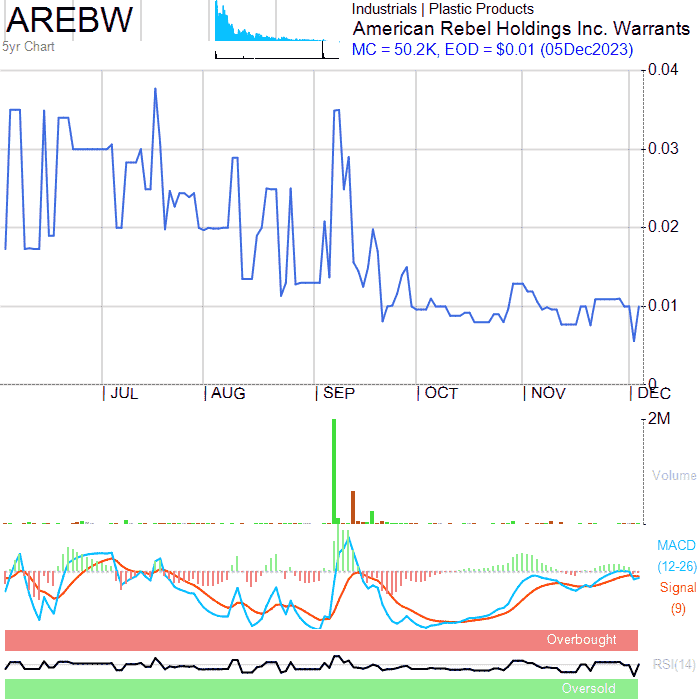 AREBW
5yr Chart
Industrials | Plastic Products
American Rebel Holdings Inc. Warrants
MC = 50.2K, EOD = $0.01 (05Dec2023)
0.04
0.03
0.02
0.01
0
JUL AUG SEP OCT NOV DEC
2M
Volume
MACD
(12-26)
Signal
(9)
Overbought
RSI(14)
Oversold